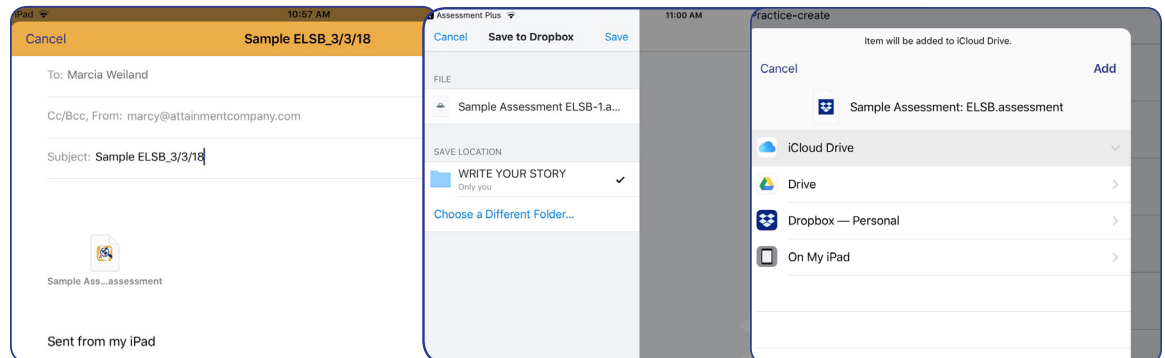 iPad 10:57 AM
Cancel Sample ELSB_3/3/18
To: Marcia Weiland
Cc/Bcc, From: marcy@attainmentcompany.com
Subject: Sample ELSB_3/3/18
Sample Ass...assessment
Sent from my iPad
Assessment Plus 11:00 AM
Cancel Save to Dropbox Save
FILE
Sample Assessment ELSB-1.a...
SAVE LOCATION
WRITE YOUR STORY
Only you
Choose a Different Folder...
Practice-create
Item will be added to iCloud Drive.
Cancel Add
Sample Assessment: ELSB.assessment
iCloud Drive
Drive
Dropbox — Personal
On My iPad